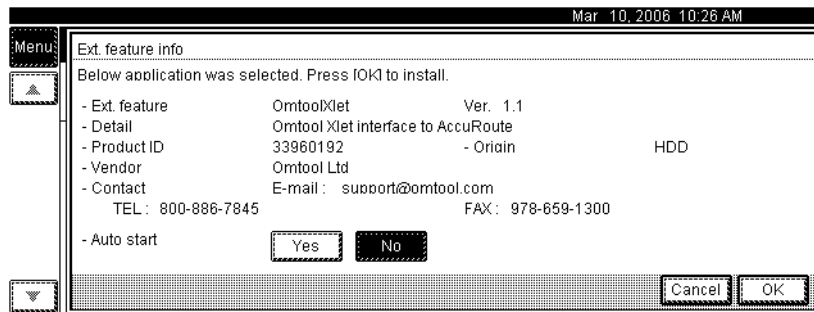 Mar 10, 2006 10:26 AM
Menu
Ext. feature info
Below application was selected. Press [OK] to install.
- Ext. feature OmtoolXlet Ver. 1.1
- Detail Omtool Xlet interface to AccuRoute
- Product ID 33960192 - Origin HDD
- Vendor Omtool Ltd
- Contact E-mail : support@omtool.com
TEL : 800-886-7845 FAX : 978-659-1300
- Auto start Yes No
Cancel OK